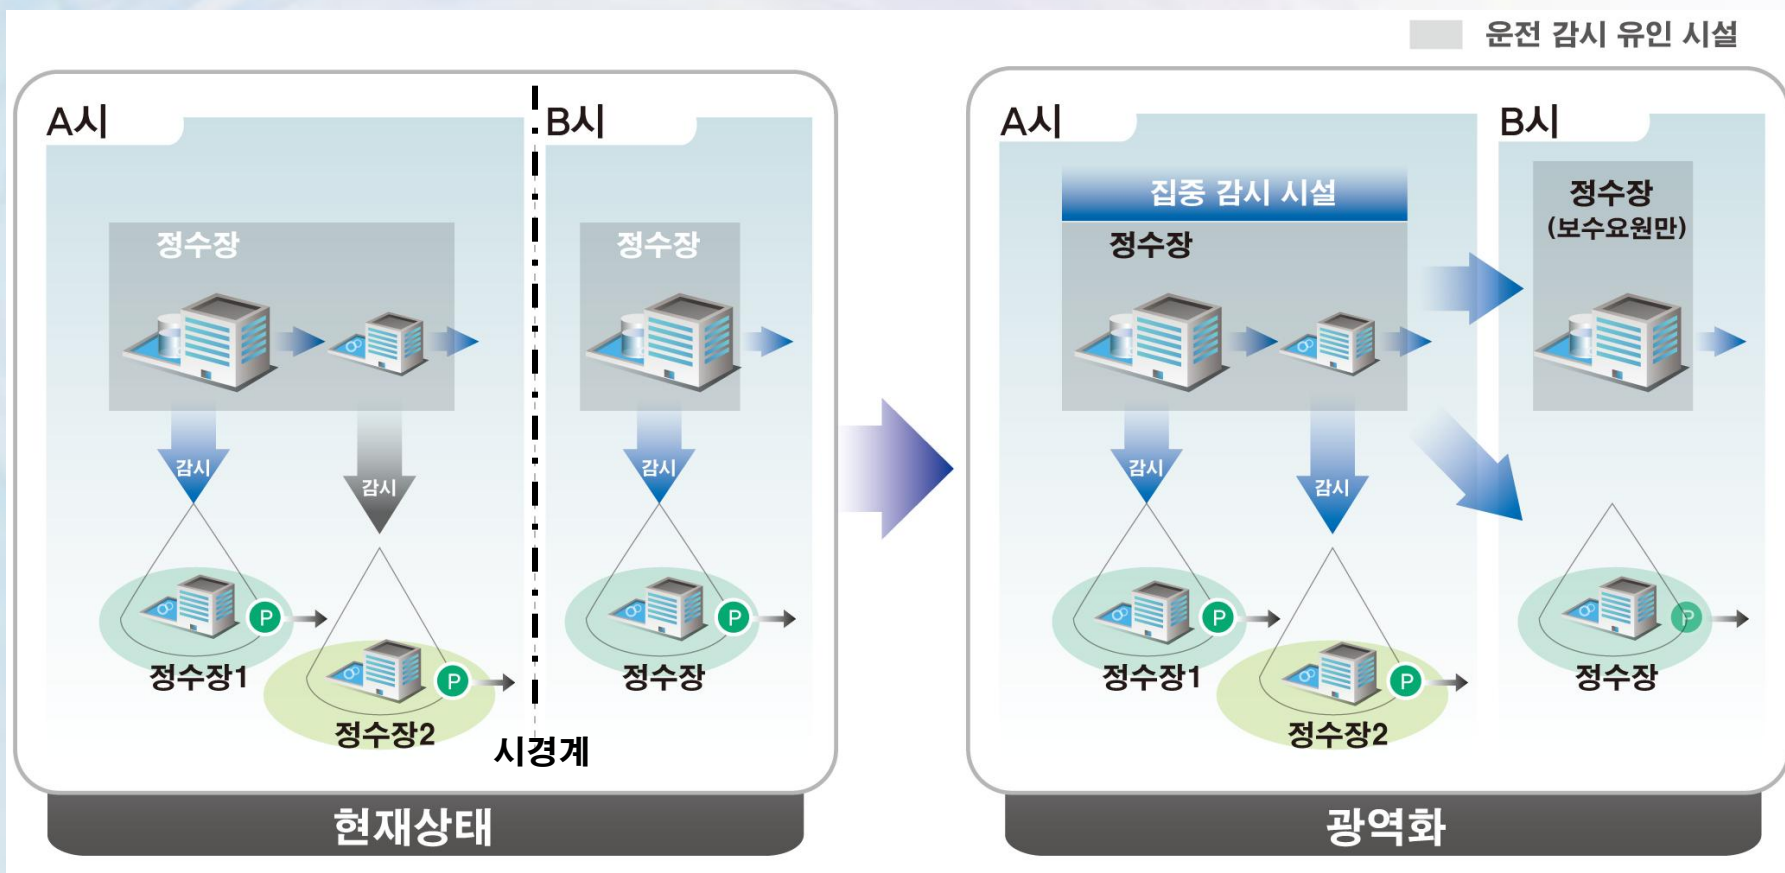 운전 감시 유인 시설
A시
B시
정수장
정수장
감시
감시
감시
P
P
P
정수장1
정수장2
정수장
시경계
현재상태
A시
B시
집중 감시 시설
정수장
정수장
(보수요원만)
감시
감시
P
P
P
정수장1
정수장2
정수장
광역화